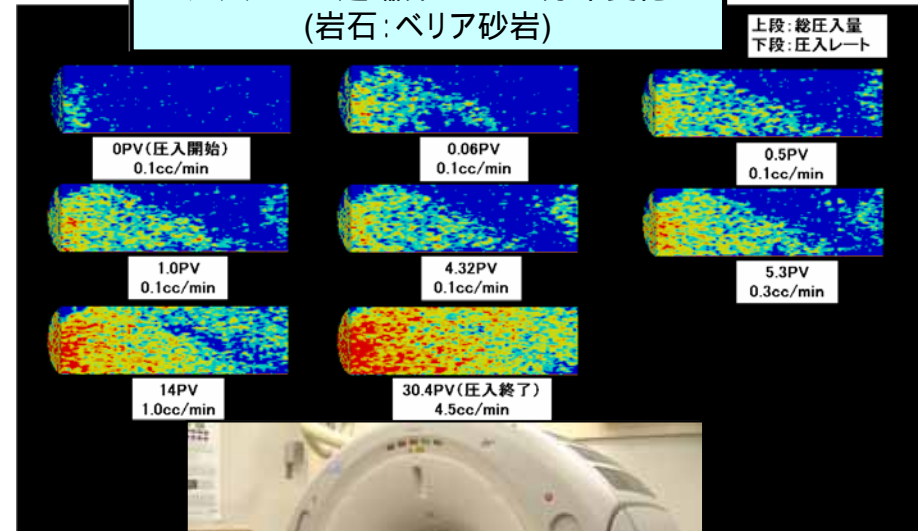 (岩石:ベリア砂岩)
上段:総圧入量
下段:圧入レート
0PV(圧入開始)
0.1cc/min
0.06PV
0.1cc/min
0.5PV
0.1cc/min
1.0PV
0.1cc/min
4.32PV
0.1cc/min
5.3PV
0.3cc/min
14PV
1.0cc/min
30.4PV(圧入終了)
4.5cc/min